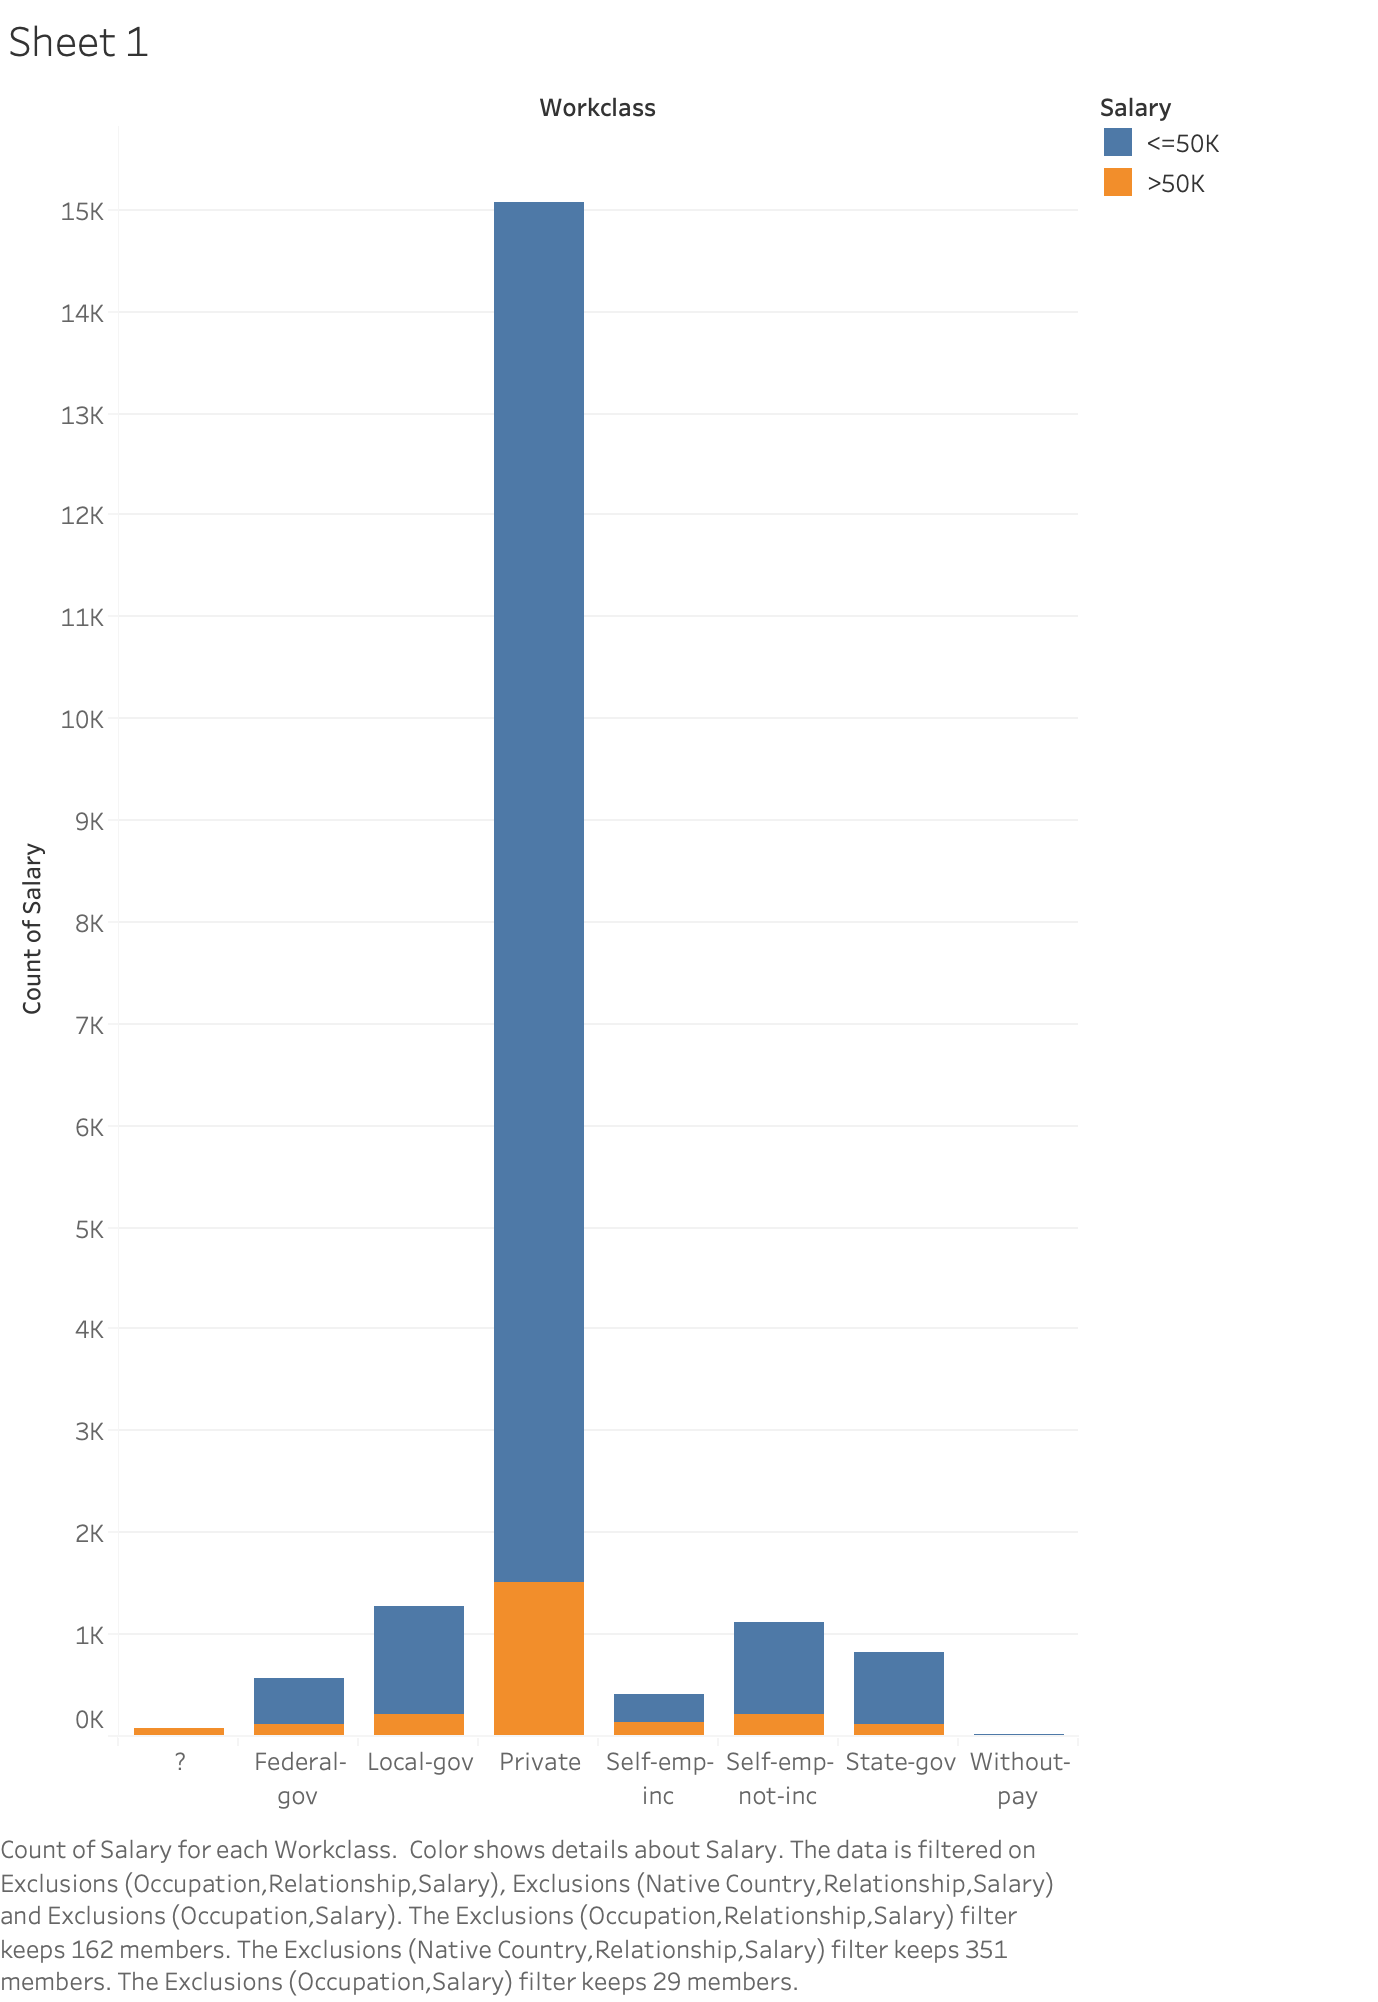 Sheet 1
Workclass
Salary
<=50K
>50K
15K
14K
13K
12K
11K
10K
9K
8K
7K
6K
5K
4K
3K
2K
1K
0K
Count of Salary
?
Federal-
gov
Local-gov
Private
Self-emp-
inc
Self-emp-
not-inc
State-gov
Without-
pay
Count of Salary for each Workclass.  Color shows details about Salary. The data is filtered on
Exclusions (Occupation,Relationship,Salary), Exclusions (Native Country,Relationship,Salary)
and Exclusions (Occupation,Salary). The Exclusions (Occupation,Relationship,Salary) filter
keeps 162 members. The Exclusions (Native Country,Relationship,Salary) filter keeps 351
members. The Exclusions (Occupation,Salary) filter keeps 29 members.